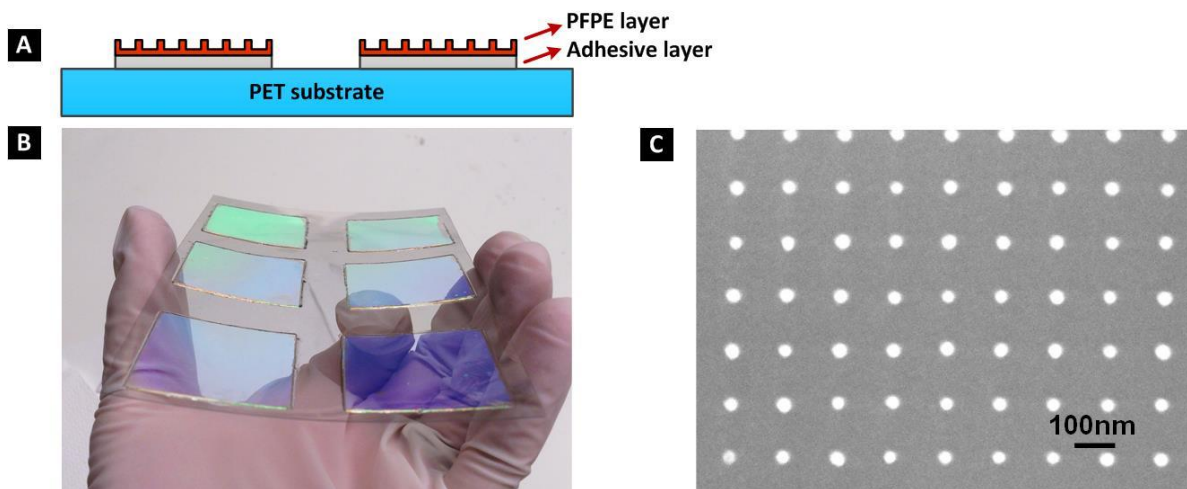 A
PFPE layer
Adhesive layer
PET substrate
B
C
100nm